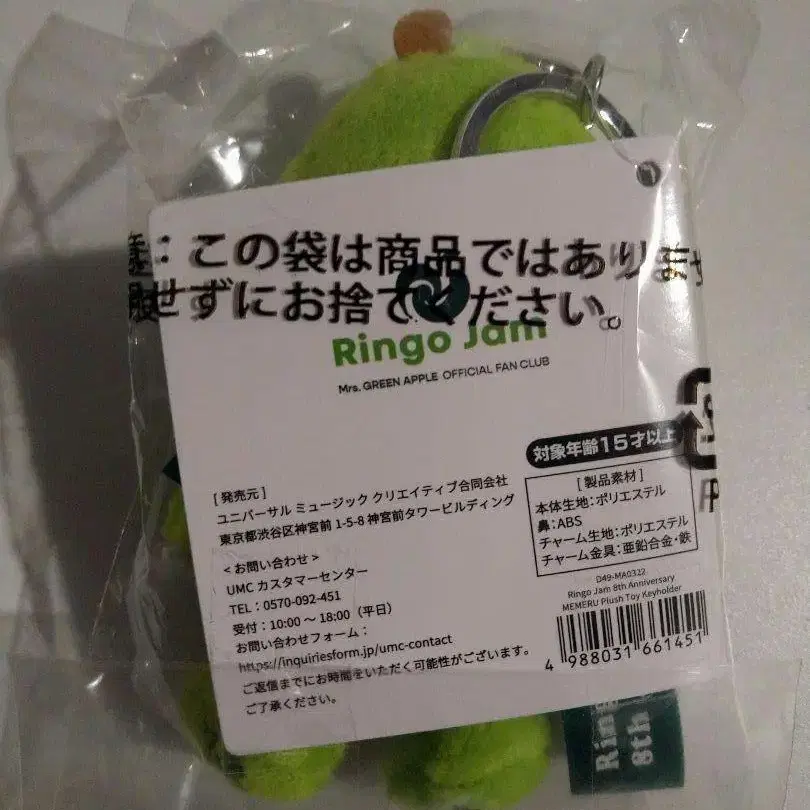 ：この袋は商品ではありま
せずにお捨てください。
Ringo Jam
Mrs. GREEN APPLE OFFICIAL FAN CLUB
対象年齢15才以上
[発売元]
ユニバーサル ミュージック クリエイティブ合同会社
東京都渋谷区神宮前 1-5-8 神宮前タワービルディング
<お問い合わせ>
UMC カスタマーセンター
TEL：0570-092-451
受付：10:00 〜 18:00（平日）
お問い合わせフォーム：
https://inquiriesform.jp/umc-contact
ご返信までにお時間をいただく可能性がございます。
ご了承ください。
[製品素材]
本体生地：ポリエステル
鼻：ABS
チャーム生地：ポリエステル
チャーム金具：亜鉛合金・鉄
D49-MA0322
Ringo Jam 8th Anniversary
MEMERU Plush Toy Keyholder
4 988031 661451
Ring
8th